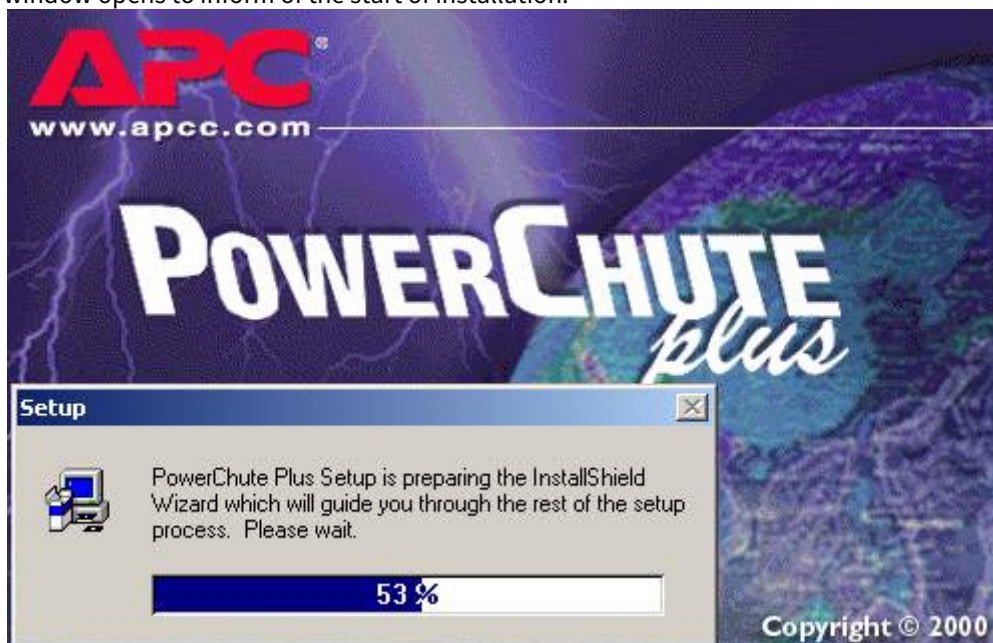 window opens to inform of the start of installation.
APC®
www.apcc.com
POWERCHUTE
plus
Setup
PowerChute Plus Setup is preparing the InstallShield
Wizard which will guide you through the rest of the setup
process. Please wait.
53 %
Copyright © 2000